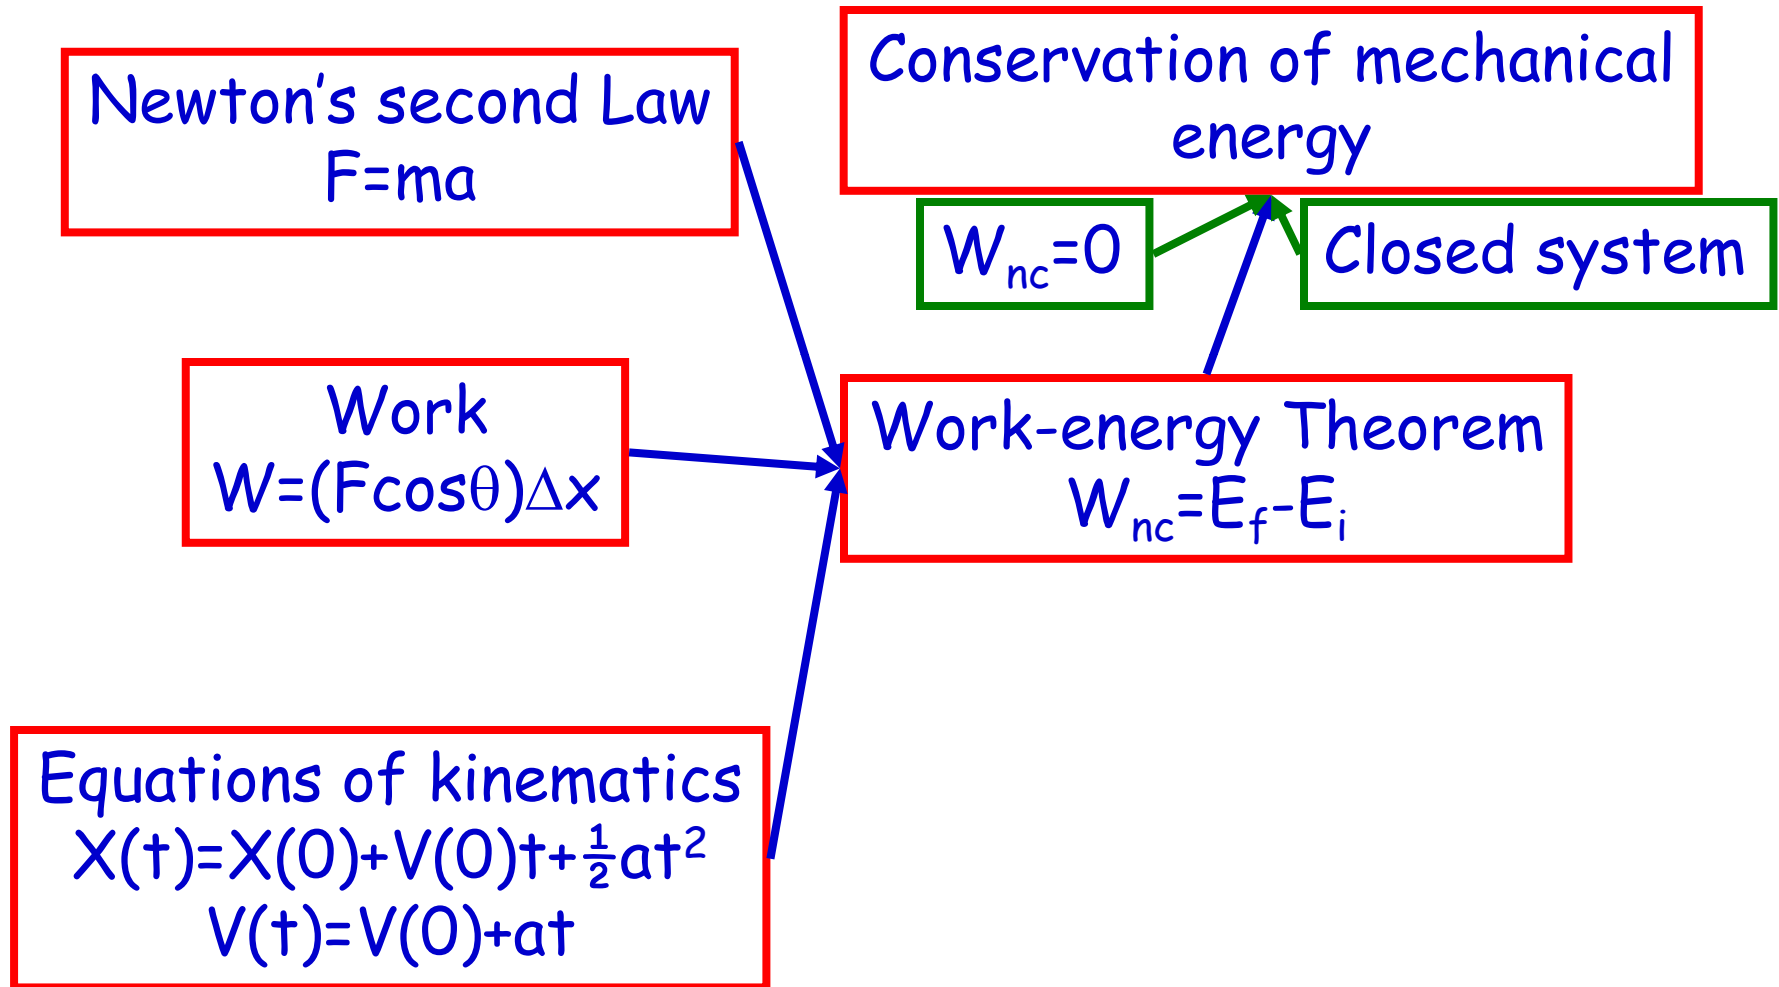 Newton’s second Law
F=ma
Conservation of mechanical
energy
Wnc=0
Closed system
Work
W=(Fcosθ)Δx
Work-energy Theorem
Wnc=Ef-Ei
Equations of kinematics
X(t)=X(0)+V(0)t+½at²
V(t)=V(0)+at